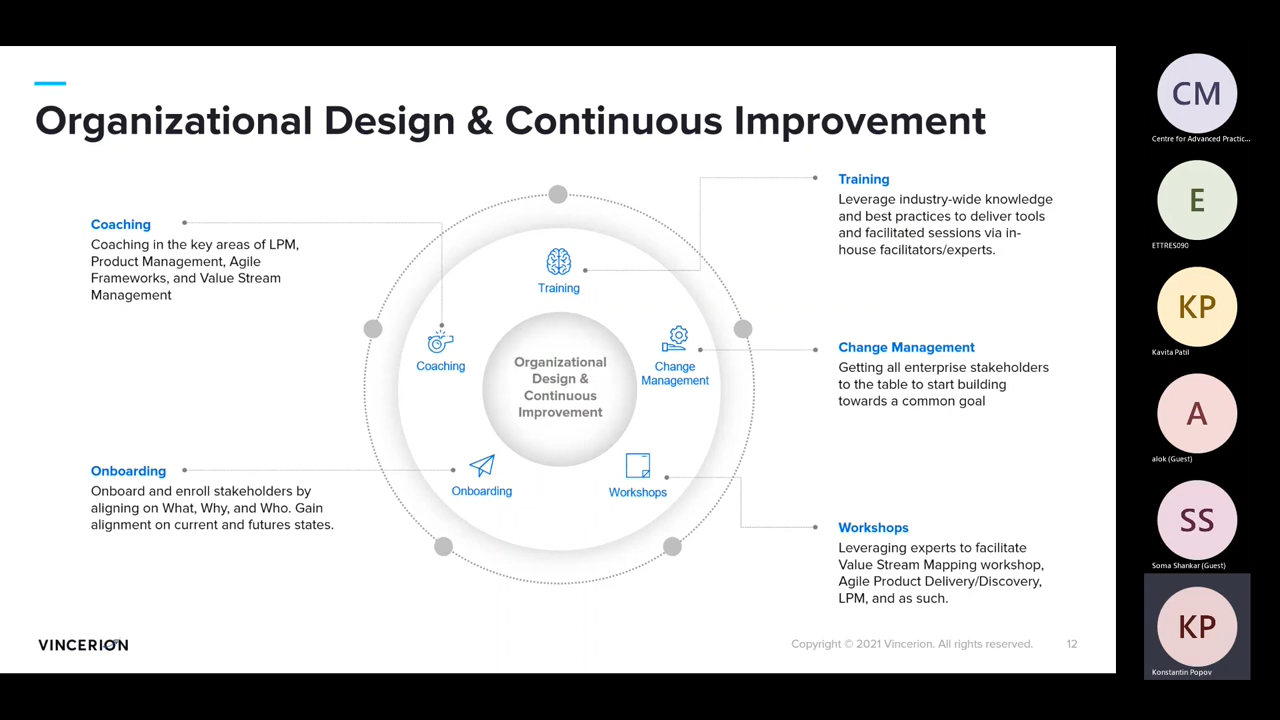 Organizational Design & Continuous Improvement
Coaching
Coaching in the key areas of LPM,
Product Management, Agile
Frameworks, and Value Stream
Management
Onboarding
Onboard and enroll stakeholders by
aligning on What, Why, and Who. Gain
alignment on current and futures states.
Training
Coaching
Change
Management
Onboarding
Workshops
Organizational
Design &
Continuous
Improvement
Training
Leverage industry-wide knowledge
and best practices to deliver tools
and facilitated sessions via in-
house facilitators/experts.
Change Management
Getting all enterprise stakeholders
to the table to start building
towards a common goal
Workshops
Leveraging experts to facilitate
Value Stream Mapping workshop,
Agile Product Delivery/Discovery,
LPM, and as such.
VINCERION
Copyright © 2021 Vincerion. All rights reserved.
12
CM
Centre for Advanced Practic...
E
ETTRES090
KP
Kavita Patil
A
alok (Guest)
SS
Soma Shankar (Guest)
KP
Konstantin Popov